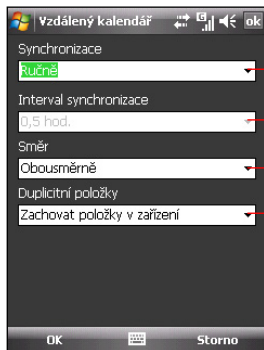 Vzdálený kalendář
G
ok
Synchronizace
Ručně
Interval synchronizace
0,5 hod.
Směr
Obousměrně
Duplicitní položky
Zachovat položky v zařízení
OK
Storno